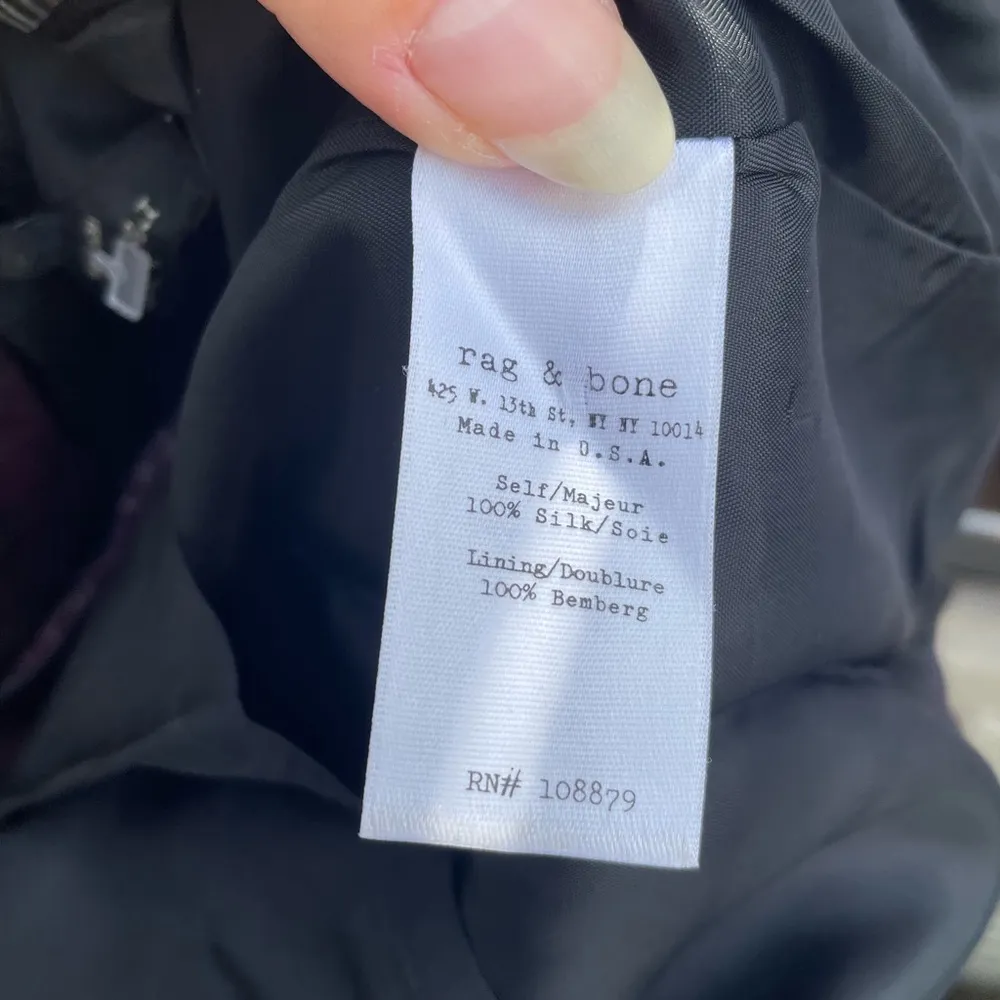 rag & bone
425 W. 13th St, NY NY 10014
Made in U.S.A.
Self/Majeur
100% Silk/Soie
Lining/Doublure
100% Bemberg
RN# 108879